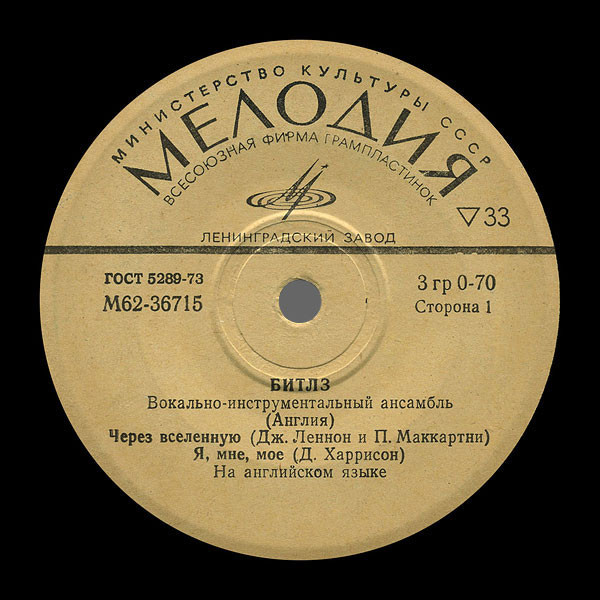 МИНИСТЕРСТВО КУЛЬТУРЫ СССР
МЕЛОДИЯ
ВСЕСОЮЗНАЯ ФИРМА ГРАМПЛАСТИНОК
33
ЛЕНИНГРАДСКИЙ ЗАВОД
ГОСТ 5289-73
М62-36715
3 гр 0-70
Сторона 1
БИТЛЗ
Вокально-инструментальный ансамбль
(Англия)
Через вселенную (Дж. Леннон и П. Маккартни)
Я, мне, мое (Д. Харрисон)
На английском языке